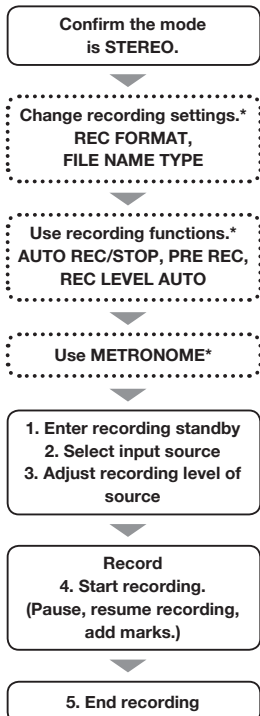 Confirm the mode
is STEREO.
Change recording settings.*
REC FORMAT,
FILE NAME TYPE
Use recording functions.*
AUTO REC/STOP, PRE REC,
REC LEVEL AUTO
Use METRONOME*
1. Enter recording standby
2. Select input source
3. Adjust recording level of
source
Record
4. Start recording.
(Pause, resume recording,
add marks.)
5. End recording